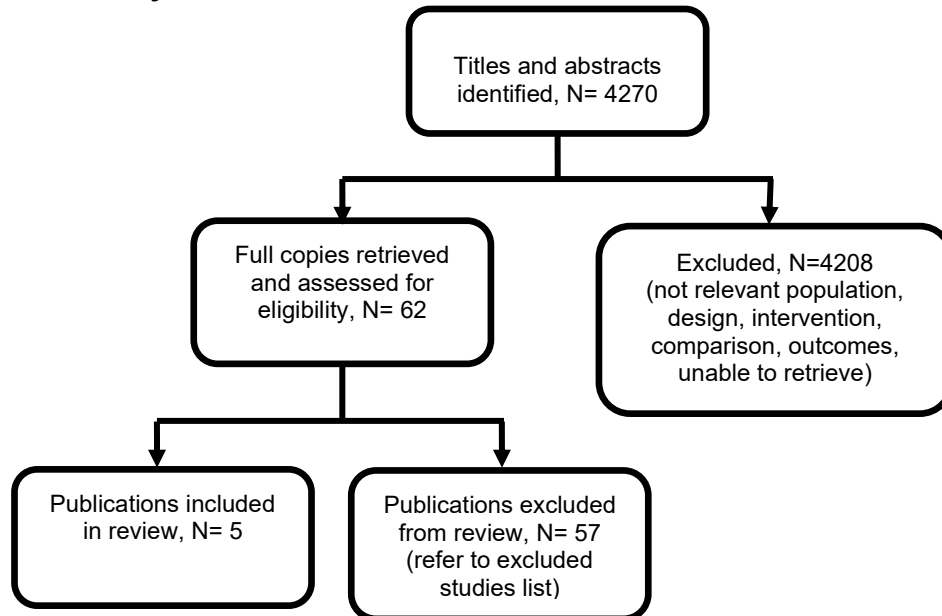 Titles and abstracts
identified, N= 4270
Full copies retrieved
and assessed for
eligibility, N= 62
Excluded, N=4208
(not relevant population,
design, intervention,
comparison, outcomes,
unable to retrieve)
Publications included
in review, N= 5
Publications excluded
from review, N= 57
(refer to excluded
studies list)